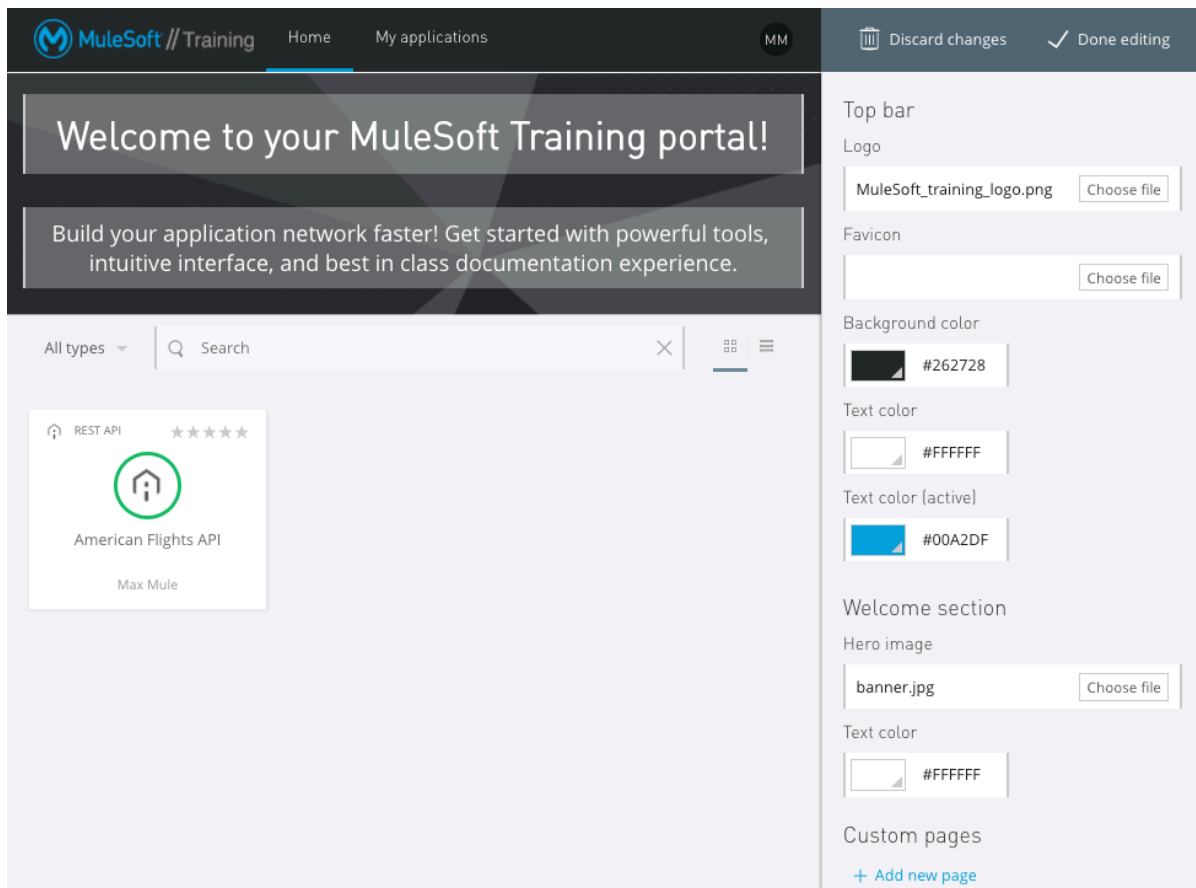 MuleSoft // Training
Home
My applications
MM
Discard changes
Done editing
Welcome to your MuleSoft Training portal!
Build your application network faster! Get started with powerful tools,
intuitive interface, and best in class documentation experience.
All types
Search
REST API
American Flights API
Max Mule
Top bar
Logo
MuleSoft_training_logo.png
Choose file
Favicon
Choose file
Background color
#262728
Text color
#FFFFFF
Text color (active)
#00A2DF
Welcome section
Hero image
banner.jpg
Choose file
Text color
#FFFFFF
Custom pages
+ Add new page